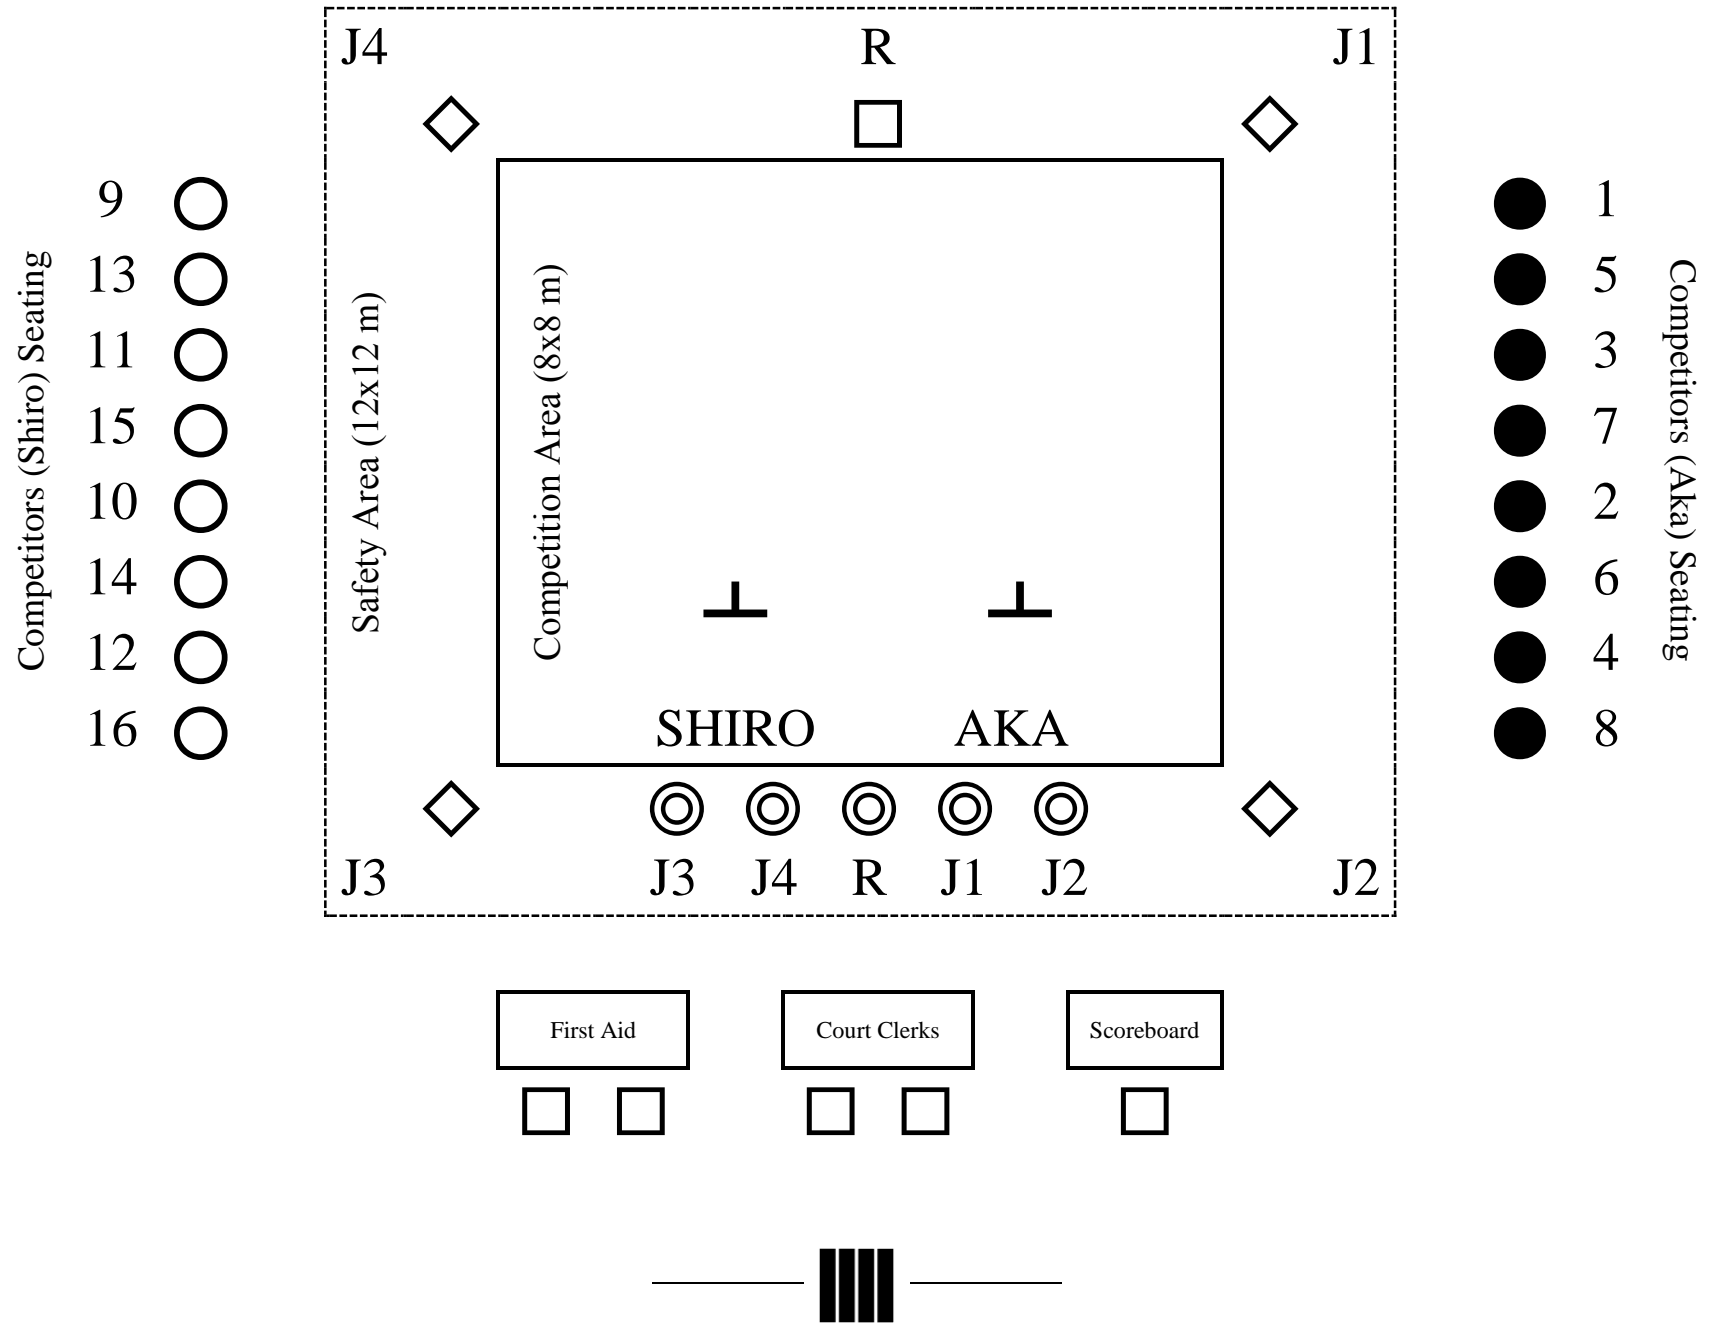 J4 R J1
9
13
11
15
10
14
12
16
Competitors (Shiro) Seating
Safety Area (12x12 m)
Competition Area (8x8 m)
SHIRO AKA
1
5
3
7
2
6
4
8
Competitors (Aka) Seating
J3 J3 J4 R J1 J2 J2
First Aid Court Clerks Scoreboard